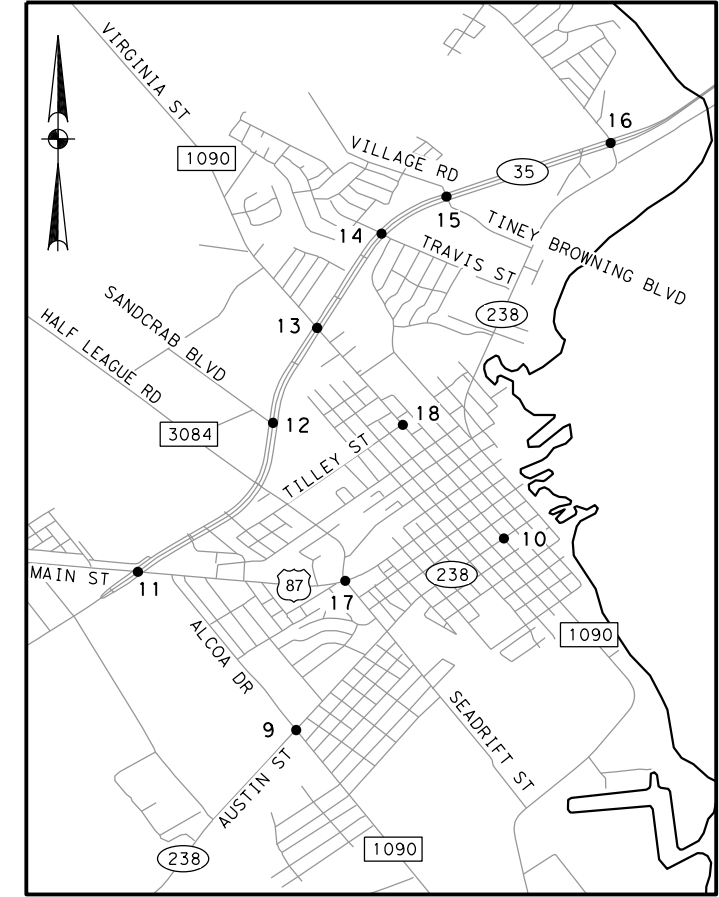 VIRGINIA ST
16
1090
VILLAGE RD
35
15
14
TINEY BROWNING BLVD
TRAVIS ST
SANDCRAB BLVD
238
HALF LEAGUE RD
13
18
12
3084
TILLEY ST
10
MAIN ST
11
87
238
17
1090
ALCOA DR
SEADRIFT ST
9
AUSTIN ST
1090
238